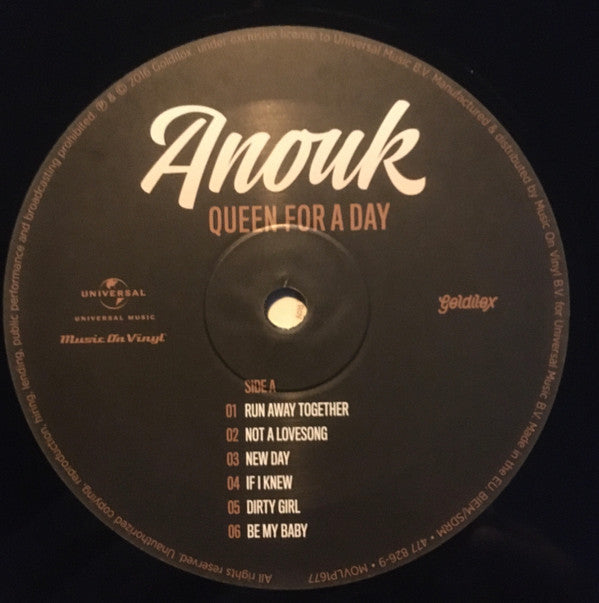 Anouk
QUEEN FOR A DAY
UNIVERSAL
UNIVERSAL MUSIC
Music On Vinyl
Goldilox
SIDE A
01 RUN AWAY TOGETHER
02 NOT A LOVESONG
03 NEW DAY
04 IF I KNEW
05 DIRTY GIRL
06 BE MY BABY
All rights reserved. Unauthorized copying, reproduction, hiring, lending, public performance and broadcasting prohibited. ℗ & © 2016 Goldilox, under exclusive license to Universal Music B.V. Manufactured & distributed by Music On Vinyl B.V. for Universal Music B.V. Made in the EU. BIEM/SDRM • 477 826-9 • MOVLP1677